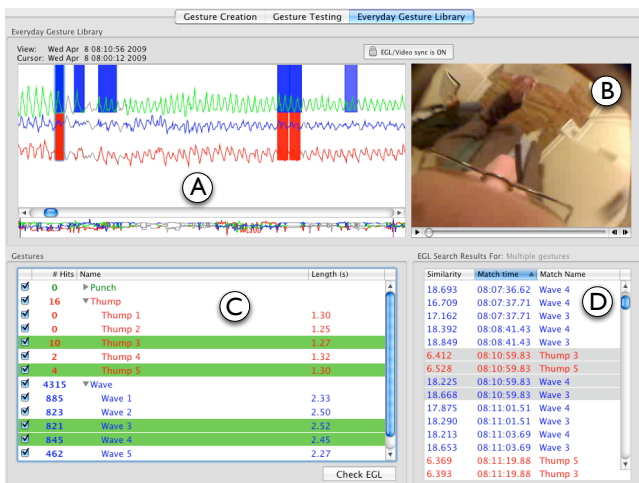 Gesture Creation Gesture Testing Everyday Gesture Library
Everyday Gesture Library
View: Wed Apr 8 08:10:56 2009
Cursor: Wed Apr 8 08:00:12 2009
EGL/Video sync is ON
A
B
Gestures
# Hits Name Length (s)
0 Punch
16 Thump
0 Thump 1 1.30
0 Thump 2 1.25
10 Thump 3 1.27
2 Thump 4 1.32
4 Thump 5 1.30
4315 Wave
885 Wave 1 2.33
823 Wave 2 2.50
821 Wave 3 2.52
845 Wave 4 2.45
462 Wave 5 2.27
C
Check EGL
EGL Search Results For: Multiple gestures
Similarity Match time Match Name
18.693 08:07:36.62 Wave 4
16.709 08:07:37.71 Wave 4
17.162 08:07:37.71 Wave 3
18.392 08:08:41.43 Wave 4
18.849 08:08:41.43 Wave 3
6.412 08:10:59.83 Thump 3
6.528 08:10:59.83 Thump 5
18.225 08:10:59.83 Wave 4
18.668 08:10:59.83 Wave 3
17.875 08:11:01.51 Wave 4
18.290 08:11:01.51 Wave 3
18.213 08:11:03.69 Wave 4
18.653 08:11:03.69 Wave 3
6.369 08:11:19.88 Thump 5
6.393 08:11:19.88 Thump 3
D